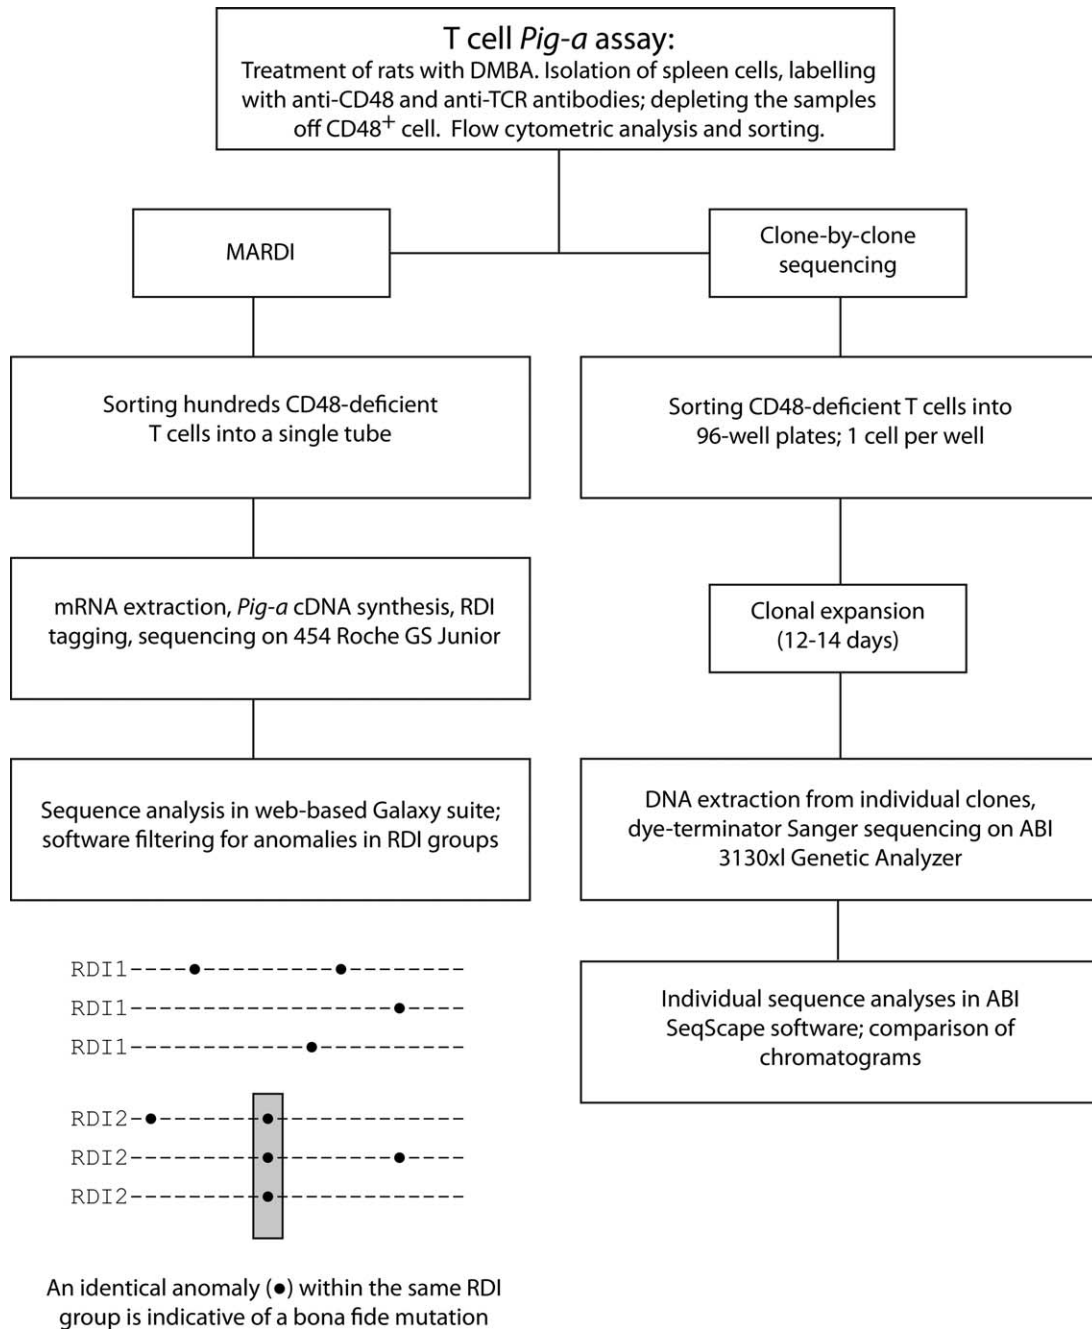 T cell Pig-a assay:
Treatment of rats with DMBA. Isolation of spleen cells, labelling
with anti-CD48 and anti-TCR antibodies; depleting the samples
off CD48+ cell. Flow cytometric analysis and sorting.
MARDI
Sorting hundreds CD48-deficient
T cells into a single tube
mRNA extraction, Pig-a cDNA synthesis, RDI
tagging, sequencing on 454 Roche GS Junior
Sequence analysis in web-based Galaxy suite;
software filtering for anomalies in RDI groups
RDI1
RDI1
RDI1
RDI2
RDI2
RDI2
An identical anomaly (●) within the same RDI
group is indicative of a bona fide mutation
Clone-by-clone
sequencing
Sorting CD48-deficient T cells into
96-well plates; 1 cell per well
Clonal expansion
(12-14 days)
DNA extraction from individual clones,
dye-terminator Sanger sequencing on ABI
3130xl Genetic Analyzer
Individual sequence analyses in ABI
SeqScape software; comparison of
chromatograms